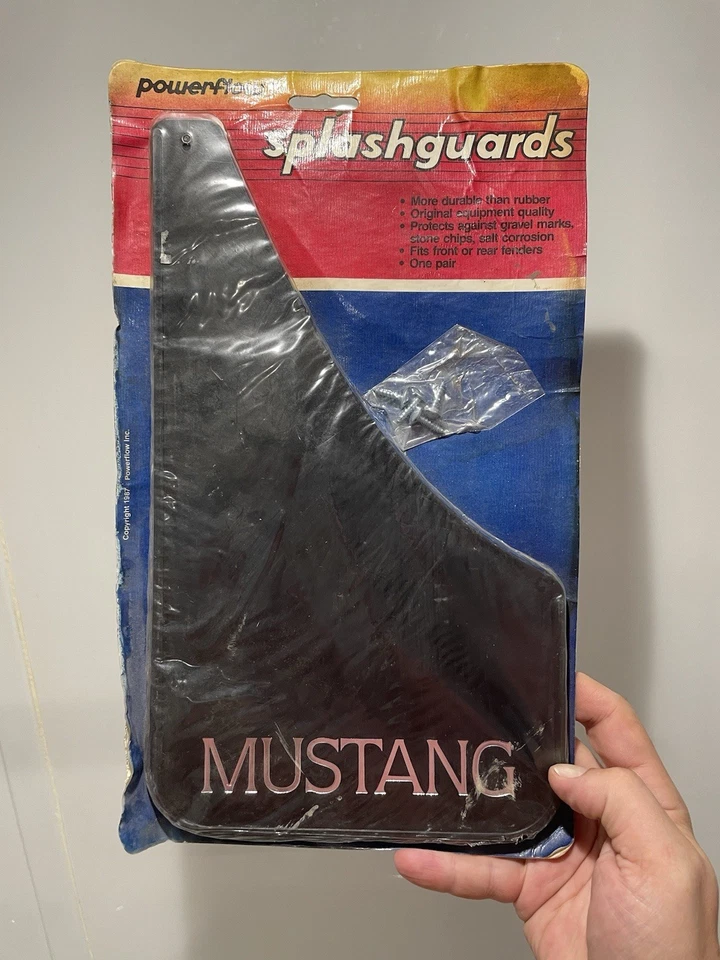 powerflow
splashguards
• More durable than rubber
• Original equipment quality
• Protects against gravel marks,
stone chips, salt corrosion
• Fits front or rear fenders
• One pair
Copyright 1987 Powerflow Inc.
MUSTANG